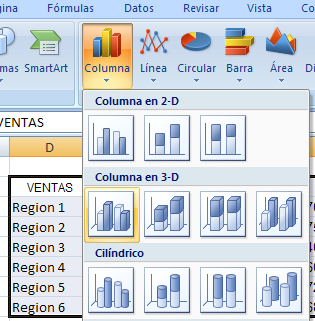 Fórmulas Datos Revisar Vista
SmartArt Columna Línea Circular Barra Área
Columna en 2-D
VENTAS
D
Columna en 3-D
VENTAS
Region 1
Region 2
Region 3
Region 4
Region 5
Region 6
Cilíndrico